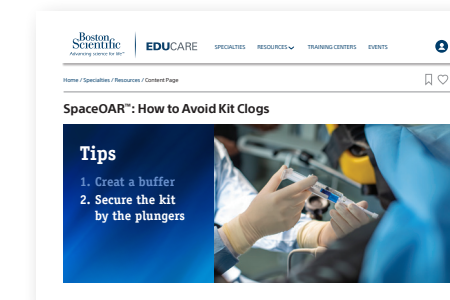 Boston
Scientific
Advancing science for life™
EDUCARE
SPECIALTIES
RESOURCES
TRAINING CENTERS
EVENTS
Home / Specialties / Resources / Content Page
SpaceOAR™: How to Avoid Kit Clogs
Tips
1. Creat a buffer
2. Secure the kit
by the plungers